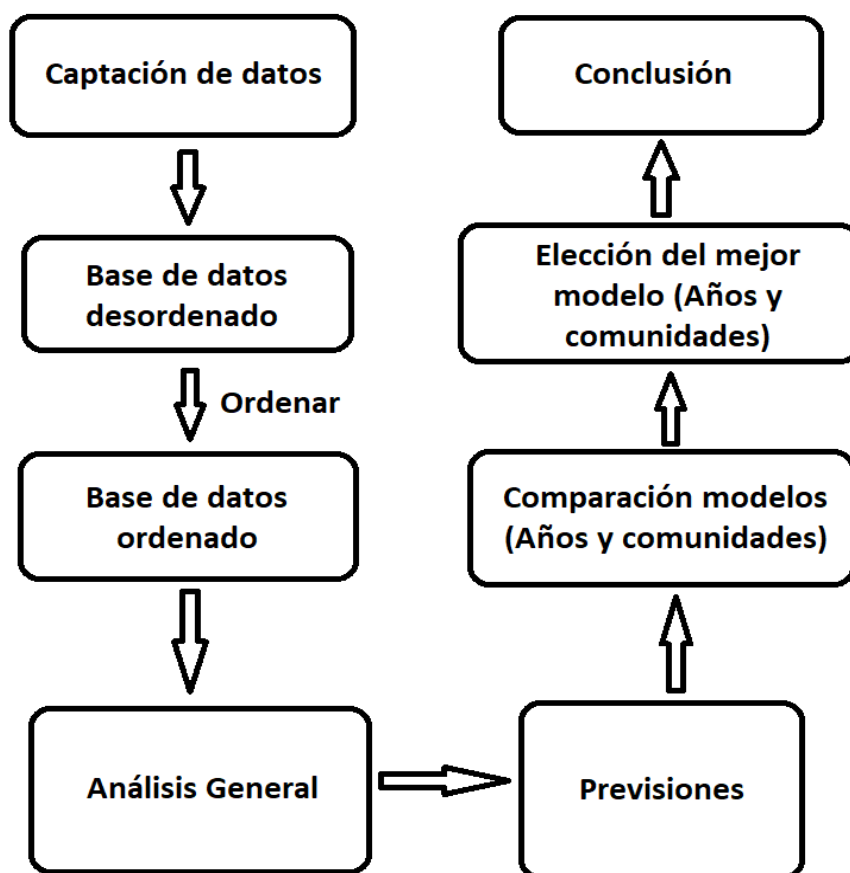 Captación de datos
Base de datos
desordenado
Ordenar
Base de datos
ordenado
Análisis General
Previsiones
Comparación modelos
(Años y comunidades)
Elección del mejor
modelo (Años y
comunidades)
Conclusión